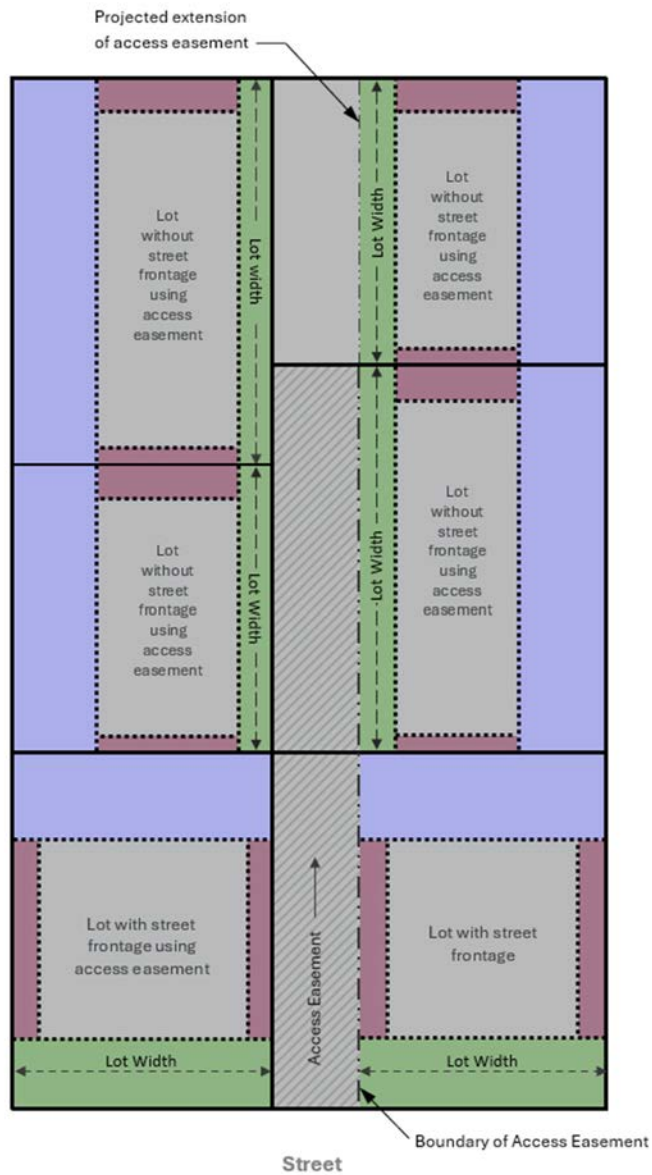 Projected extension
of access easement
Lot
without
street
frontage
using
access
easement
Lot width
Lot Width
Lot
without
street
frontage
using
access
easement
Lot
without
street
frontage
using
access
easement
Lot Width
Lot Width
Lot
without
street
frontage
using
access
easement
Lot with street
frontage using
access easement
Access Easement
Lot with street
frontage
Lot Width
Lot Width
Boundary of Access Easement
Street